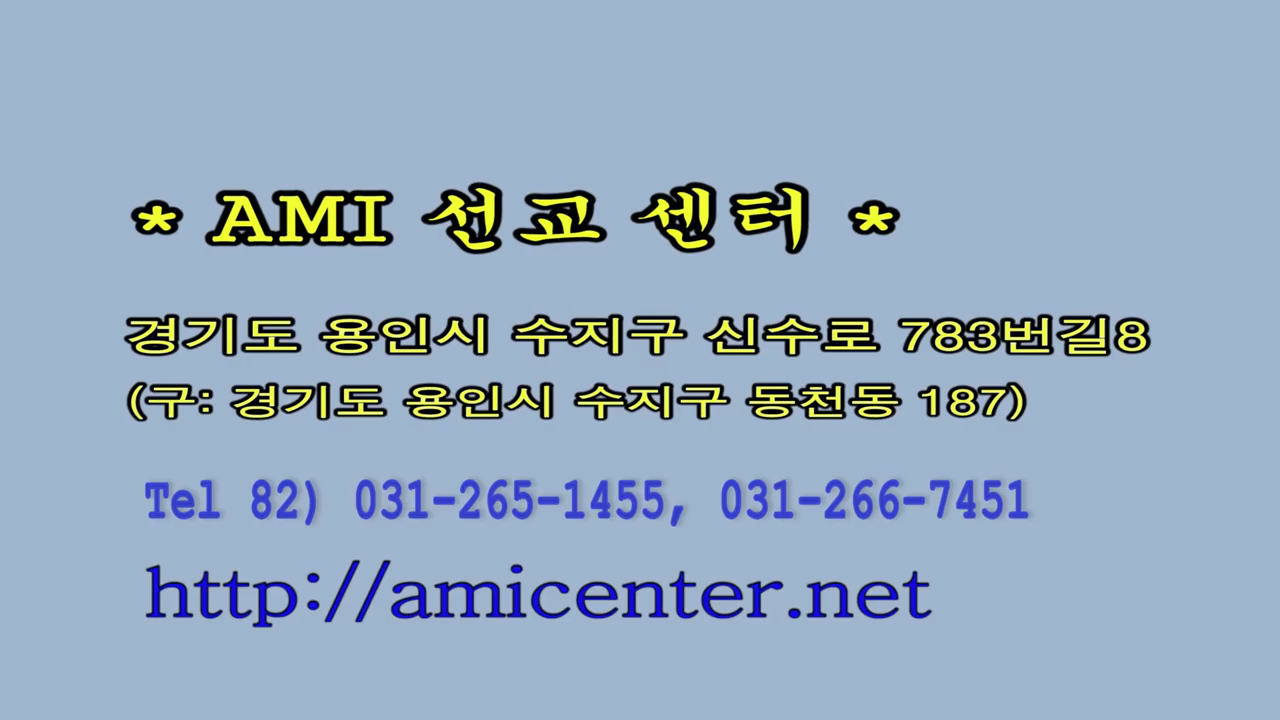 * AMI 선교 센터 *
경기도 용인시 수지구 신수로 783번길8
(구: 경기도 용인시 수지구 동천동 187)
Tel 82) 031-265-1455, 031-266-7451
http://amicenter.net